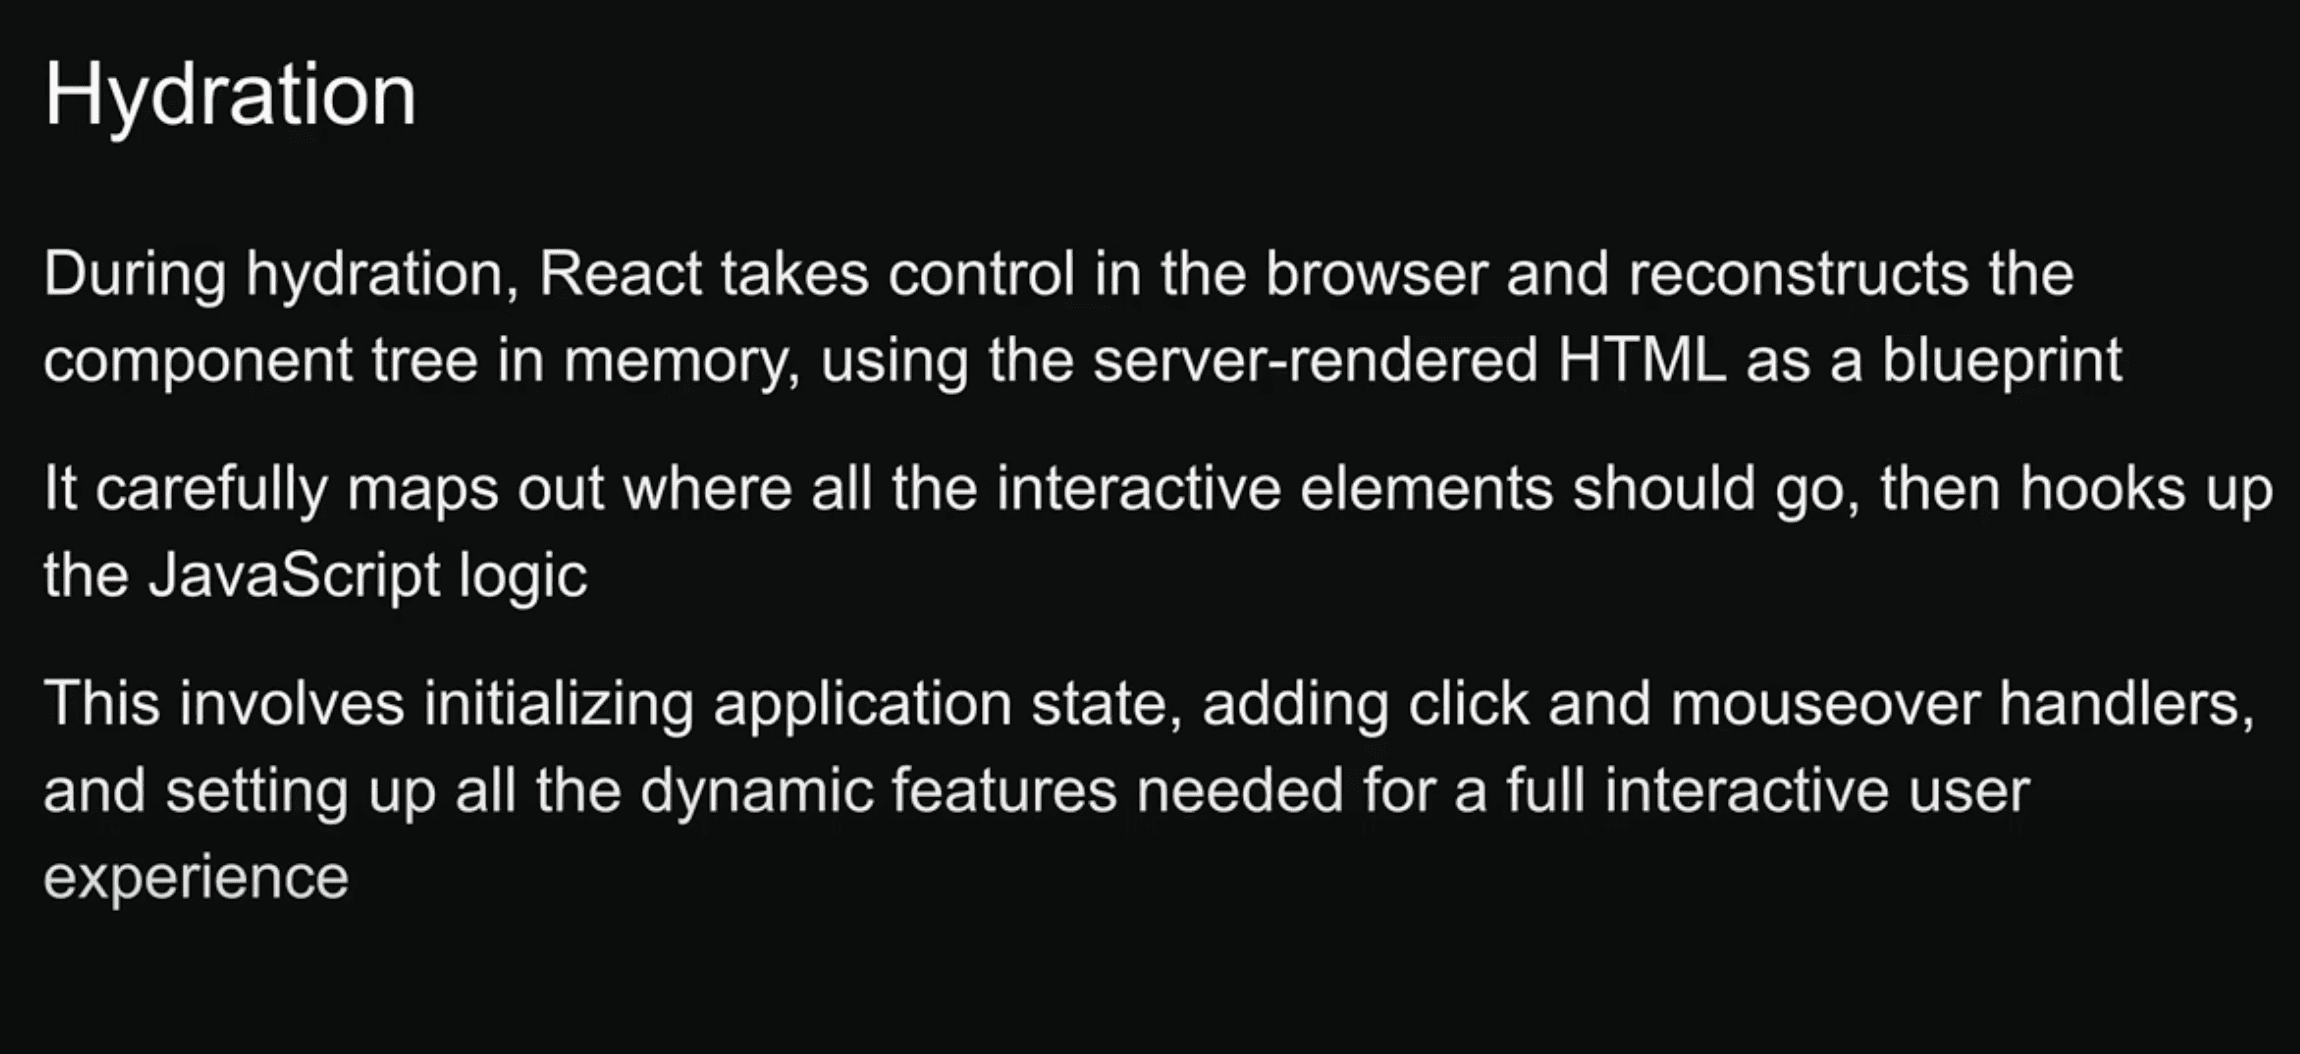 Hydration
During hydration, React takes control in the browser and reconstructs the
component tree in memory, using the server-rendered HTML as a blueprint
It carefully maps out where all the interactive elements should go, then hooks up
the JavaScript logic
This involves initializing application state, adding click and mouseover handlers,
and setting up all the dynamic features needed for a full interactive user
experience